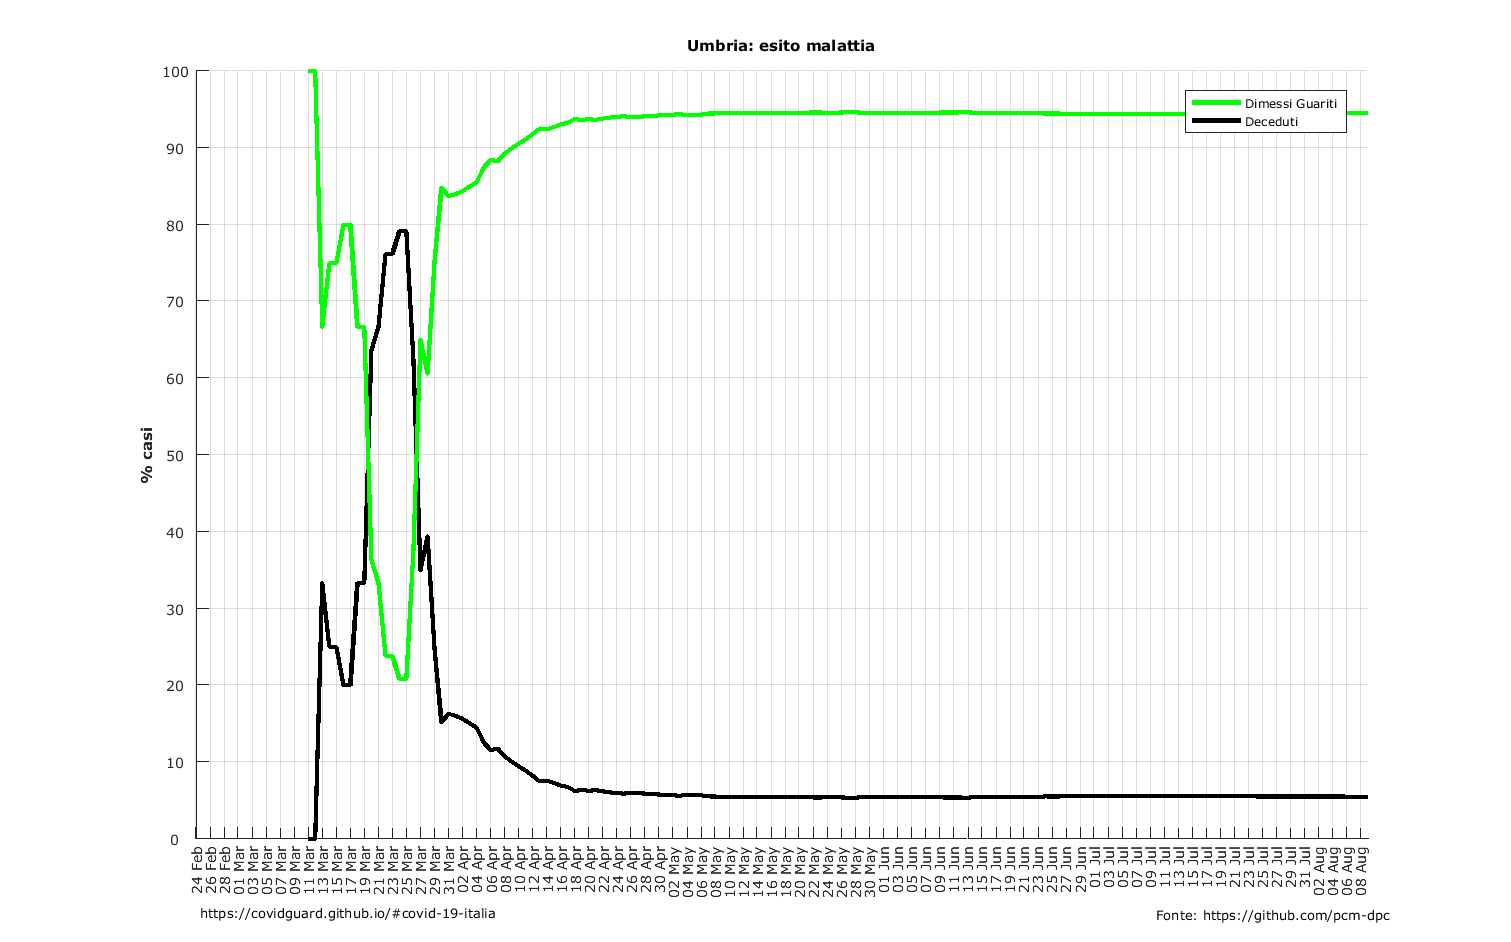 Umbria: esito malattia
Dimessi Guariti
Deceduti
% casi
100
90
80
70
60
50
40
30
20
10
0
24 Feb
26 Feb
28 Feb
01 Mar
03 Mar
05 Mar
07 Mar
09 Mar
11 Mar
13 Mar
15 Mar
17 Mar
19 Mar
21 Mar
23 Mar
25 Mar
27 Mar
29 Mar
31 Mar
02 Apr
04 Apr
06 Apr
08 Apr
10 Apr
12 Apr
14 Apr
16 Apr
18 Apr
20 Apr
22 Apr
24 Apr
26 Apr
28 Apr
30 Apr
02 May
04 May
06 May
08 May
10 May
12 May
14 May
16 May
18 May
20 May
22 May
24 May
26 May
28 May
30 May
01 Jun
03 Jun
05 Jun
07 Jun
09 Jun
11 Jun
13 Jun
15 Jun
17 Jun
19 Jun
21 Jun
23 Jun
25 Jun
27 Jun
29 Jun
01 Jul
03 Jul
05 Jul
07 Jul
09 Jul
11 Jul
13 Jul
15 Jul
17 Jul
19 Jul
21 Jul
23 Jul
25 Jul
27 Jul
29 Jul
31 Jul
02 Aug
04 Aug
06 Aug
08 Aug
https://covidguard.github.io/#covid-19-italia
Fonte: https://github.com/pcm-dpc